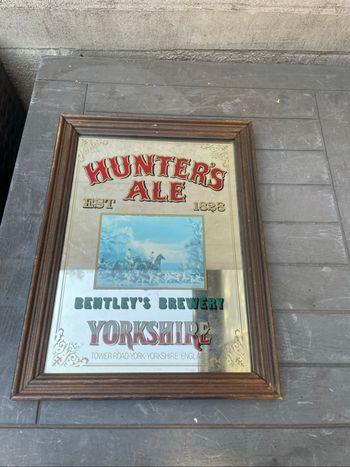 HUNTER'S
ALE
EST 1828
BENTLEY'S BREWERY
YORKSHIRE
TOWER ROAD·YORK·YORKSHIRE·ENGLAND